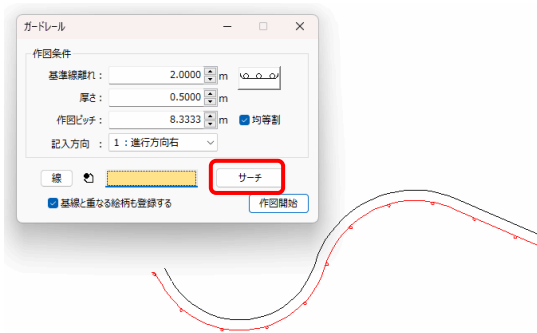 ガードレール
作図条件
基準線離れ： 2.0000 m
厚さ： 0.5000 m
作図ピッチ： 8.3333 m 均等割
記入方向 ： 1：進行方向右
線 サーチ
基線と重なる絵柄も登録する 作図開始